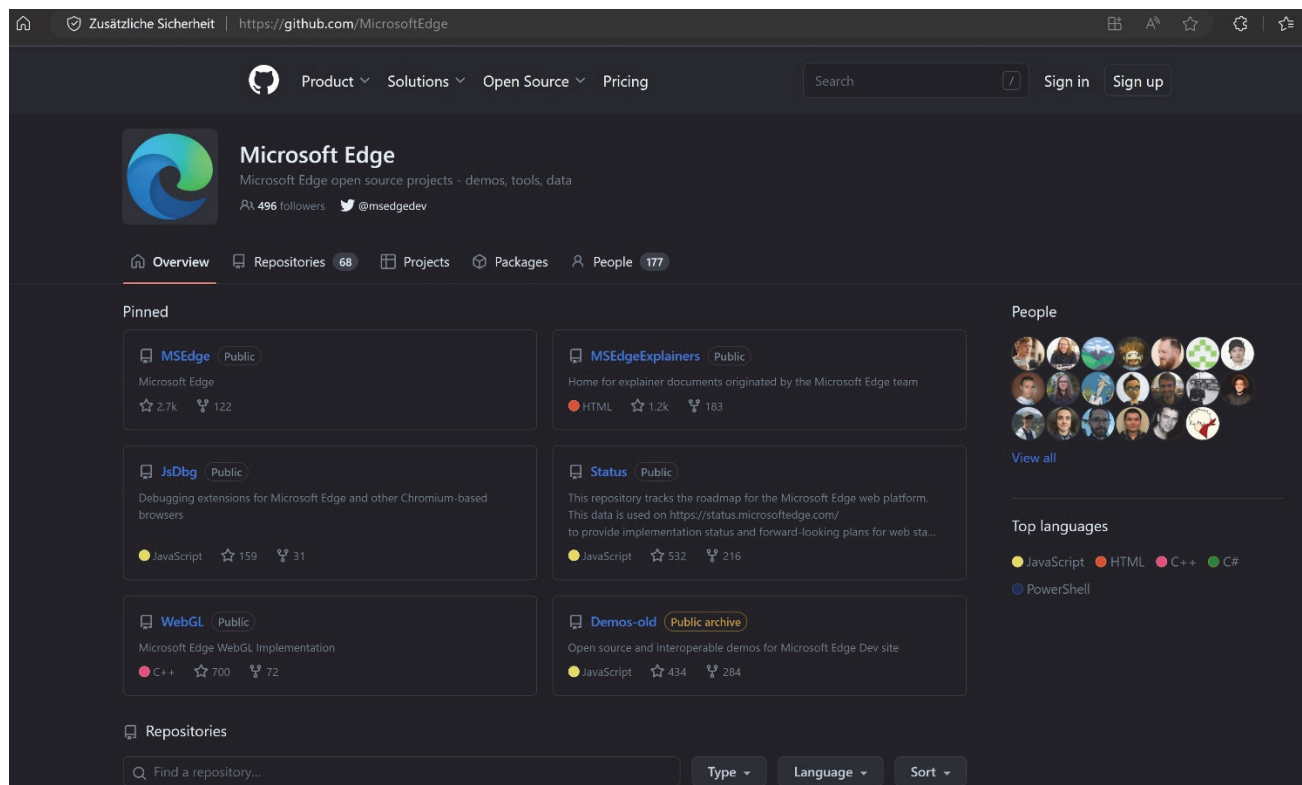 Zusätzliche Sicherheit https://github.com/MicrosoftEdge
Product Solutions Open Source Pricing Search / Sign in Sign up
Microsoft Edge
Microsoft Edge open source projects - demos, tools, data
496 followers @msedgedev
Overview Repositories 68 Projects Packages People 177
Pinned
MSEdge Public
Microsoft Edge
2.7k 122
MSEdgeExplainers Public
Home for explainer documents originated by the Microsoft Edge team
HTML 1.2k 183
JsDbg Public
Debugging extensions for Microsoft Edge and other Chromium-based
browsers
JavaScript 159 31
Status Public
This repository tracks the roadmap for the Microsoft Edge web platform.
This data is used on https://status.microsoftedge.com/
to provide implementation status and forward-looking plans for web sta...
JavaScript 532 216
WebGL Public
Microsoft Edge WebGL Implementation
C++ 700 72
Demos-old Public archive
Open source and interoperable demos for Microsoft Edge Dev site
JavaScript 434 284
People
View all
Top languages
JavaScript HTML C++ C#
PowerShell
Repositories
Find a repository...
Type Language Sort